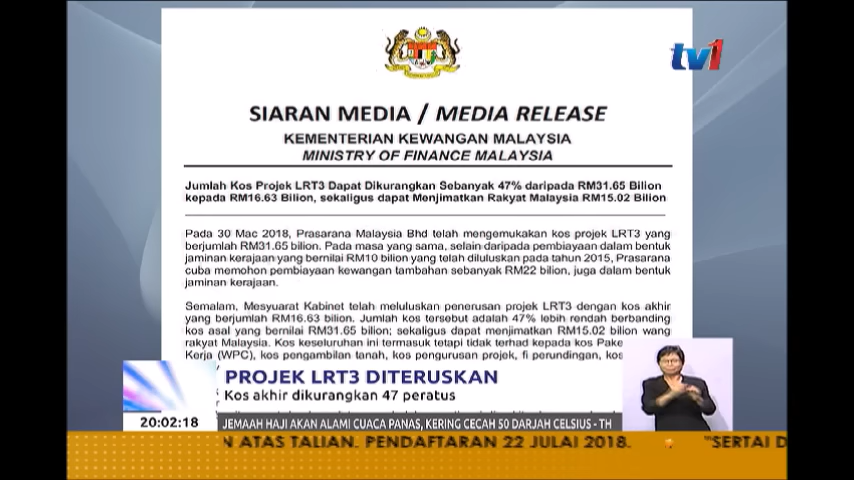 tv1
SIARAN MEDIA / MEDIA RELEASE
KEMENTERIAN KEWANGAN MALAYSIA
MINISTRY OF FINANCE MALAYSIA
Jumlah Kos Projek LRT3 Dapat Dikurangkan Sebanyak 47% daripada RM31.65 Bilion
kepada RM16.63 Bilion, sekaligus dapat Menjimatkan Rakyat Malaysia RM15.02 Bilion
Pada 30 Mac 2018, Prasarana Malaysia Bhd telah mengemukakan kos projek LRT3 yang
berjumlah RM31.65 bilion. Pada masa yang sama, selain daripada pembiayaan dalam bentuk
jaminan kerajaan yang bernilai RM10 bilion yang telah diluluskan pada tahun 2015, Prasarana
cuba memohon pembiayaan kewangan tambahan sebanyak RM22 bilion, juga dalam bentuk
jaminan kerajaan.
Semalam, Mesyuarat Kabinet telah meluluskan penerusan projek LRT3 dengan kos akhir
yang berjumlah RM16.63 bilion. Jumlah kos tersebut adalah 47% lebih rendah berbanding
kos asal yang bernilai RM31.65 bilion; sekaligus dapat menjimatkan RM15.02 bilion wang
rakyat Malaysia. Kos keseluruhan ini termasuk tetapi tidak terhad kepada kos Pake
Kerja (WPC), kos pengambilan tanah, kos pengurusan projek, fi perundingan, kos
PROJEK LRT3 DITERUSKAN
Kos akhir dikurangkan 47 peratus
20:02:18 JEMAAH HAJI AKAN ALAMI CUACA PANAS, KERING CECAH 50 DARJAH CELSIUS - TH
N ATAS TALIAN. PENDAFTARAN 22 JULAI 2018. "SERTAI D